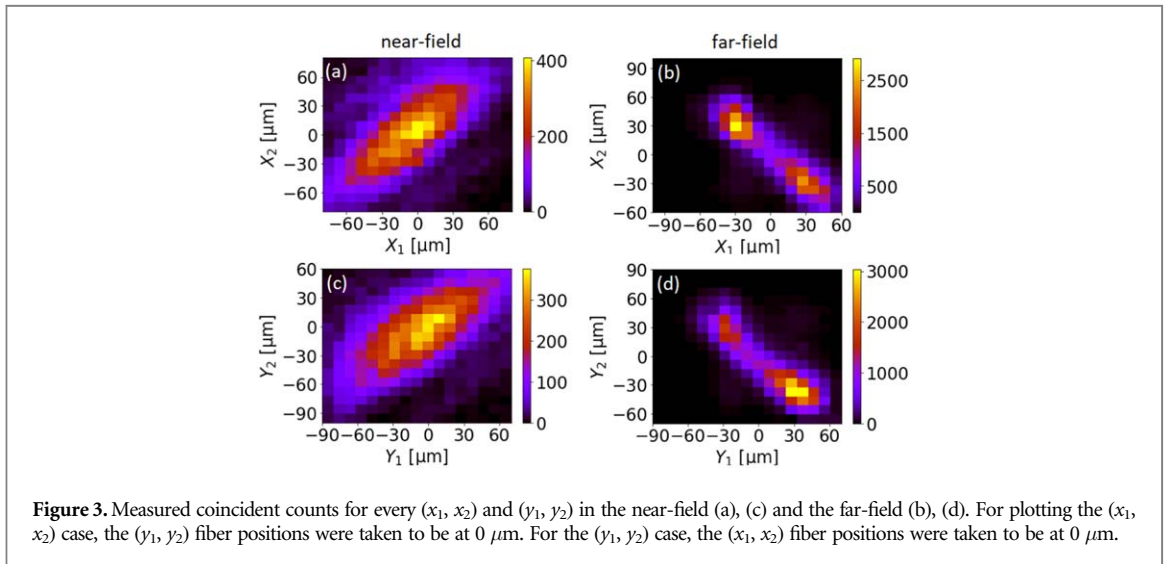 near-field
far-field
(a)
X₂ [μm]
60
30
0
−30
−60
−60 −30 0 30 60
X₁ [μm]
400
200
0
(b)
X₂ [μm]
90
60
30
0
−30
−60
−90 −60 −30 0 30 60
X₁ [μm]
2500
1500
500
(c)
Y₂ [μm]
60
30
0
−30
−60
−90
−90 −60 −30 0 30 60
Y₁ [μm]
300
200
100
0
(d)
Y₂ [μm]
90
60
30
0
−30
−60
−90 −60 −30 0 30 60
Y₁ [μm]
3000
2000
1000
0
Figure 3. Measured coincident counts for every (x₁, x₂) and (y₁, y₂) in the near-field (a), (c) and the far-field (b), (d). For plotting the (x₁,
x₂) case, the (y₁, y₂) fiber positions were taken to be at 0 μm. For the (y₁, y₂) case, the (x₁, x₂) fiber positions were taken to be at 0 μm.